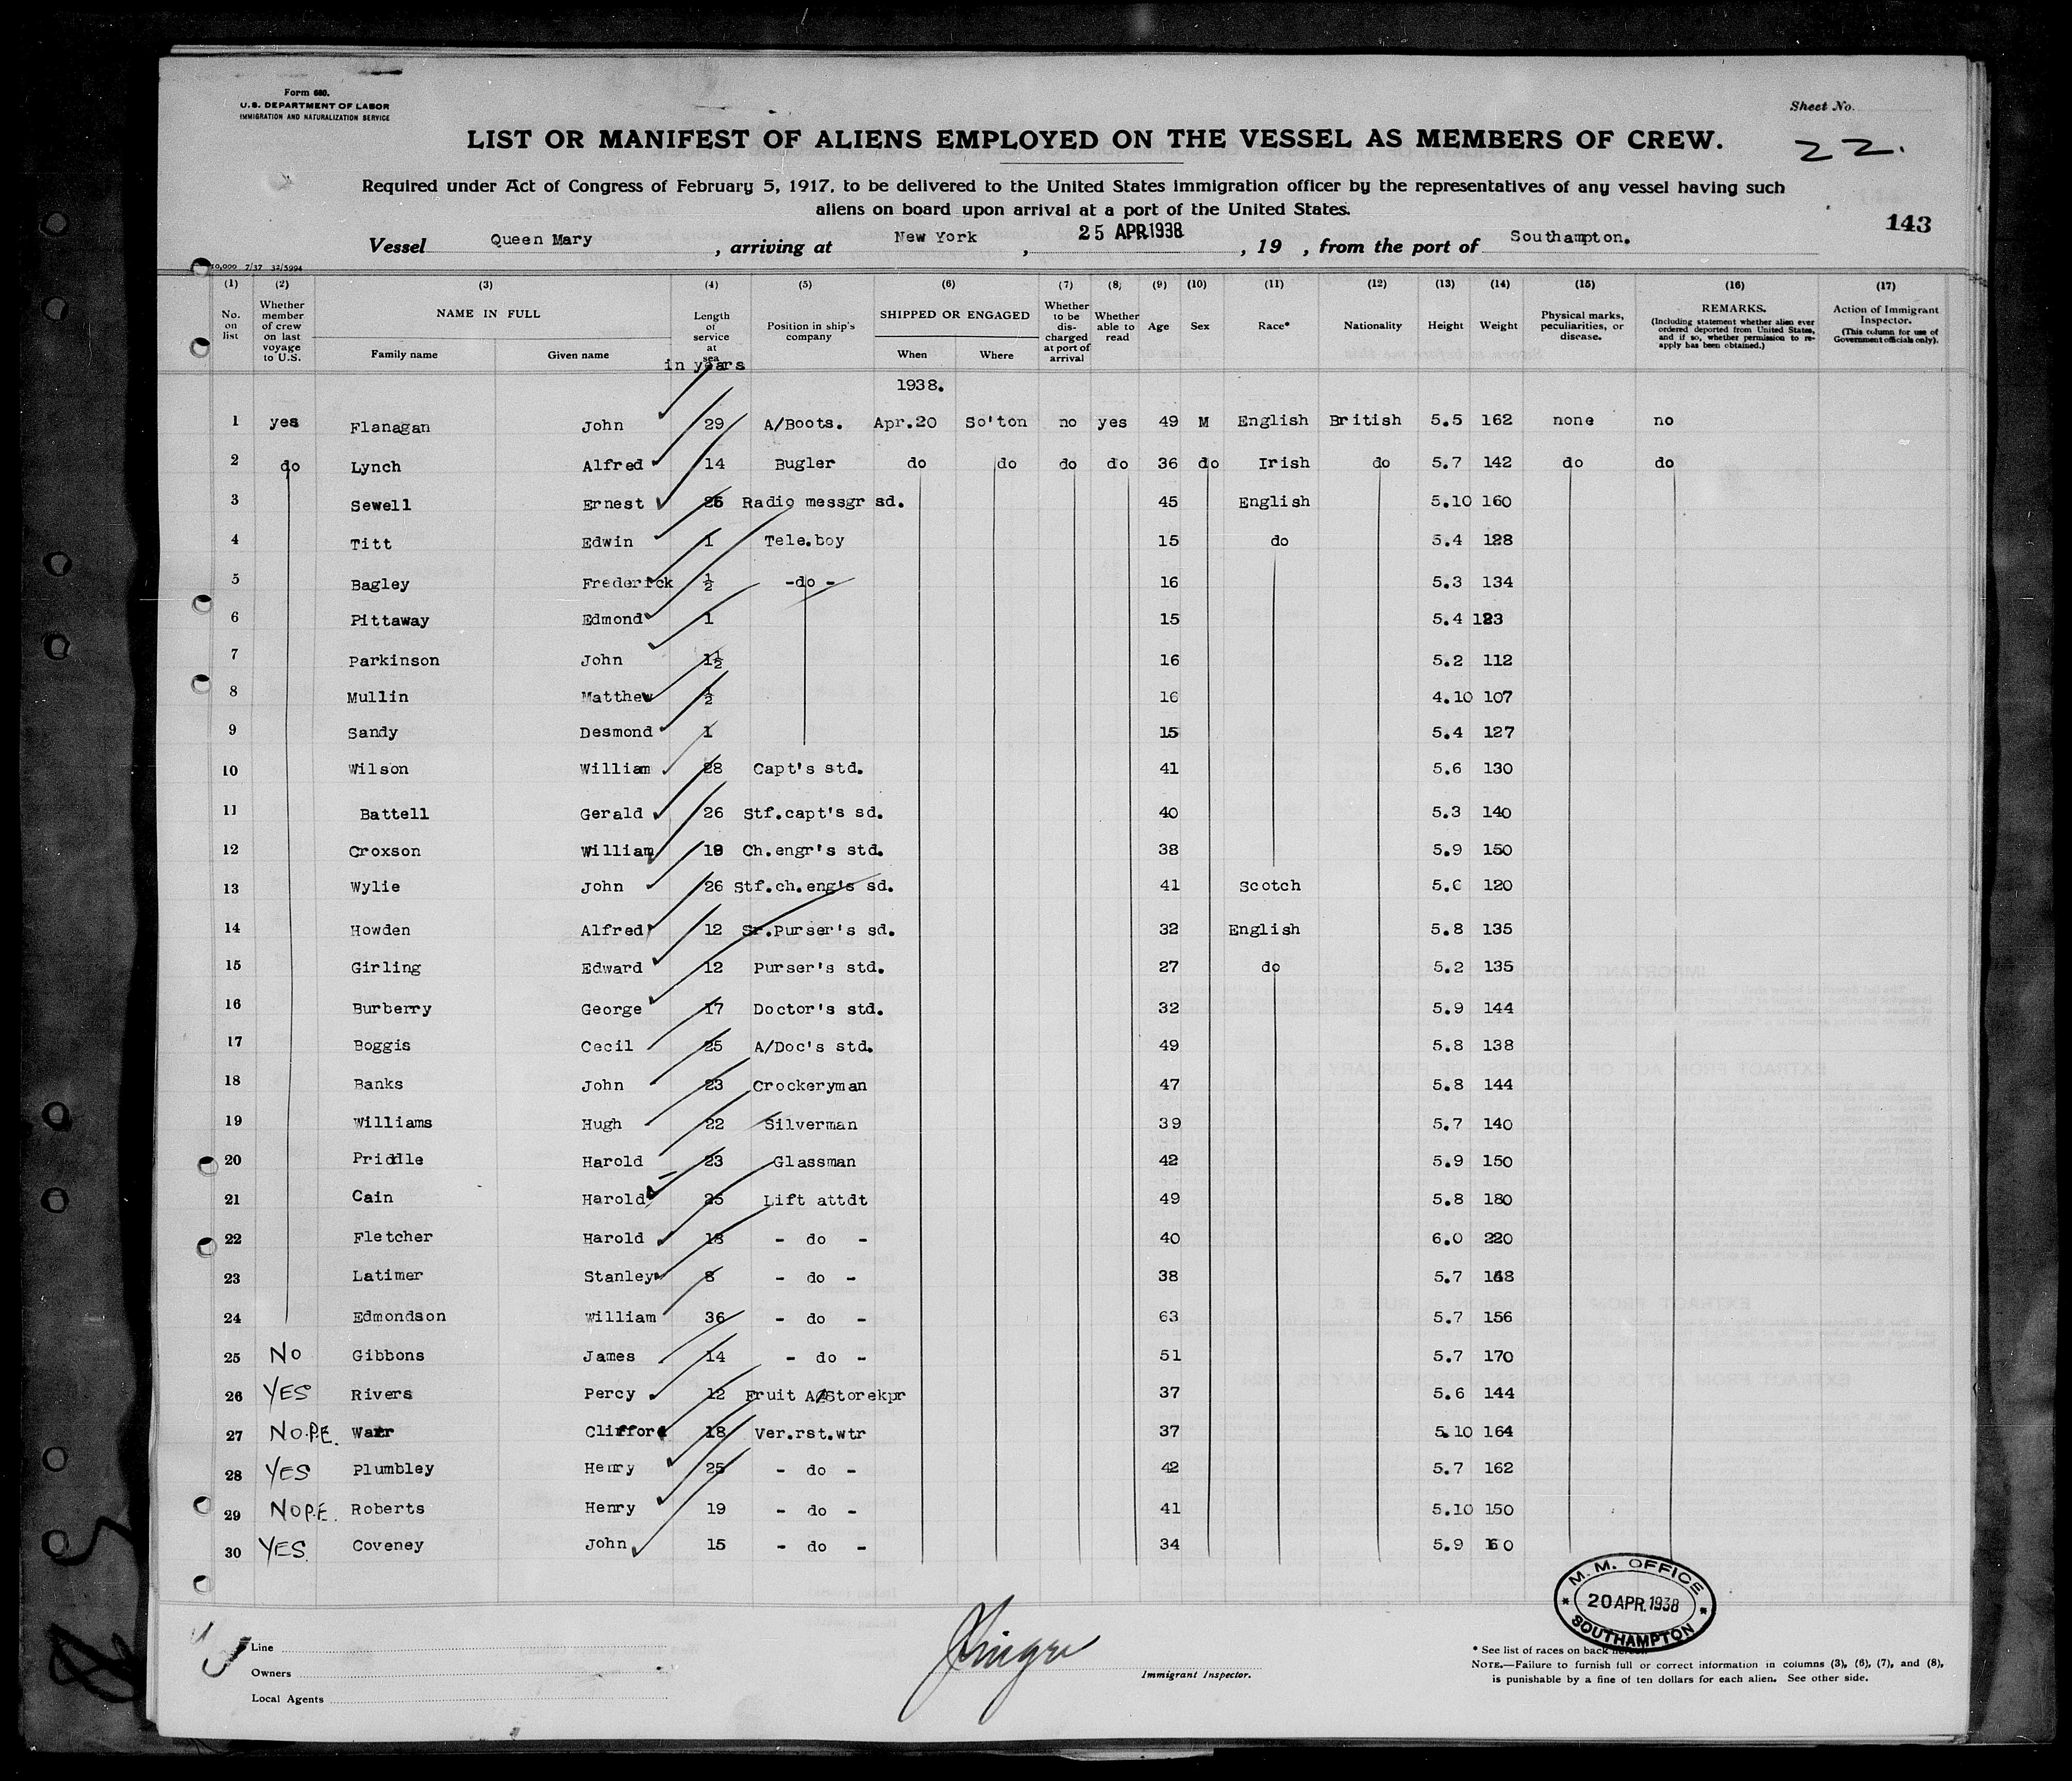 Form 680.
U.S. DEPARTMENT OF LABOR
IMMIGRATION AND NATURALIZATION SERVICE
Sheet No.
22.
LIST OR MANIFEST OF ALIENS EMPLOYED ON THE VESSEL AS MEMBERS OF CREW.
Required under Act of Congress of February 5, 1917, to be delivered to the United States immigration officer by the representatives of any vessel having such
aliens on board upon arrival at a port of the United States.
143
Vessel Queen Mary, arriving at New York, 25 APR 1938, 19 , from the port of Southampton.
10,000 7/37 32/5994
(1) (2) (3) (4) (5) (6) (7) (8) (9) (10) (11) (12) (13) (14) (15) (16) (17)
No. on list
Whether member of crew on last voyage to U.S.
NAME IN FULL
Family name Given name
Length of service at sea
in years
Position in ship's company
SHIPPED OR ENGAGED
When Where
Whether to be discharged at port of arrival
Whether able to read
Age Sex Race* Nationality Height Weight
Physical marks, peculiarities, or disease.
REMARKS.
(Including statement whether alien ever ordered deported from United States, and if so, whether permission to reapply has been obtained.)
Action of Immigrant Inspector.
(This column for use of Government officials only).
1938.
1 yes Flanagan John 29 A/Boots. Apr.20 So'ton no yes 49 M English British 5.5 162 none no
2 do Lynch Alfred 14 Bugler do do do do 36 do Irish do 5.7 142 do do
3 Sewell Ernest 26 Radio messgr sd. 45 English 5.10 160
4 Titt Edwin 1 Tele.boy 15 do 5.4 128
5 Bagley Frederick ½ -do - 16 5.3 134
6 Pittaway Edmond 1 15 5.4 123
7 Parkinson John 1½ 16 5.2 112
8 Mullin Matthew ½ 16 4.10 107
9 Sandy Desmond 1 15 5.4 127
10 Wilson William 28 Capt's std. 41 5.6 130
11 Battell Gerald 26 Stf.capt's sd. 40 5.3 140
12 Croxson William 19 Ch.engr's std. 38 5.9 150
13 Wylie John 26 Stf.ch.eng's sd. 41 Scotch 5.6 120
14 Howden Alfred 12 Sr.Purser's sd. 32 English 5.8 135
15 Girling Edward 12 Purser's std. 27 do 5.2 135
16 Burberry George 17 Doctor's std. 32 5.9 144
17 Boggis Cecil 25 A/Doc's std. 49 5.8 138
18 Banks John 23 Crockeryman 47 5.8 144
19 Williams Hugh 22 Silverman 39 5.7 140
20 Priddle Harold 23 Glassman 42 5.9 150
21 Cain Harold 25 Lift attdt 49 5.8 180
22 Fletcher Harold 18 - do - 40 6.0 220
23 Latimer Stanley 8 - do - 38 5.7
24 Edmondson William 36 - do - 63 5.7 156
25 No Gibbons James 14 - do - 51 5.7 170
26 YES Rivers Percy 12 Fruit A/Storekpr 37 5.6 144
27 NO.P.E. Warr Clifford 18 Ver.rst.wtr 37 5.10 164
28 YES Plumbley Henry 25 - do - 42 5.7 162
29 NOP.E. Roberts Henry 19 - do - 41 5.10 150
30 YES. Coveney John 15 - do - 34 5.9 160
M. M. OFFICE
20 APR. 1938
SOUTHAMPTON
Line
Owners
Local Agents
Immigrant Inspector.
* See list of races on back hereof.
NOTE.—Failure to furnish full or correct information in columns (3), (6), (7), and (8),
is punishable by a fine of ten dollars for each alien. See other side.